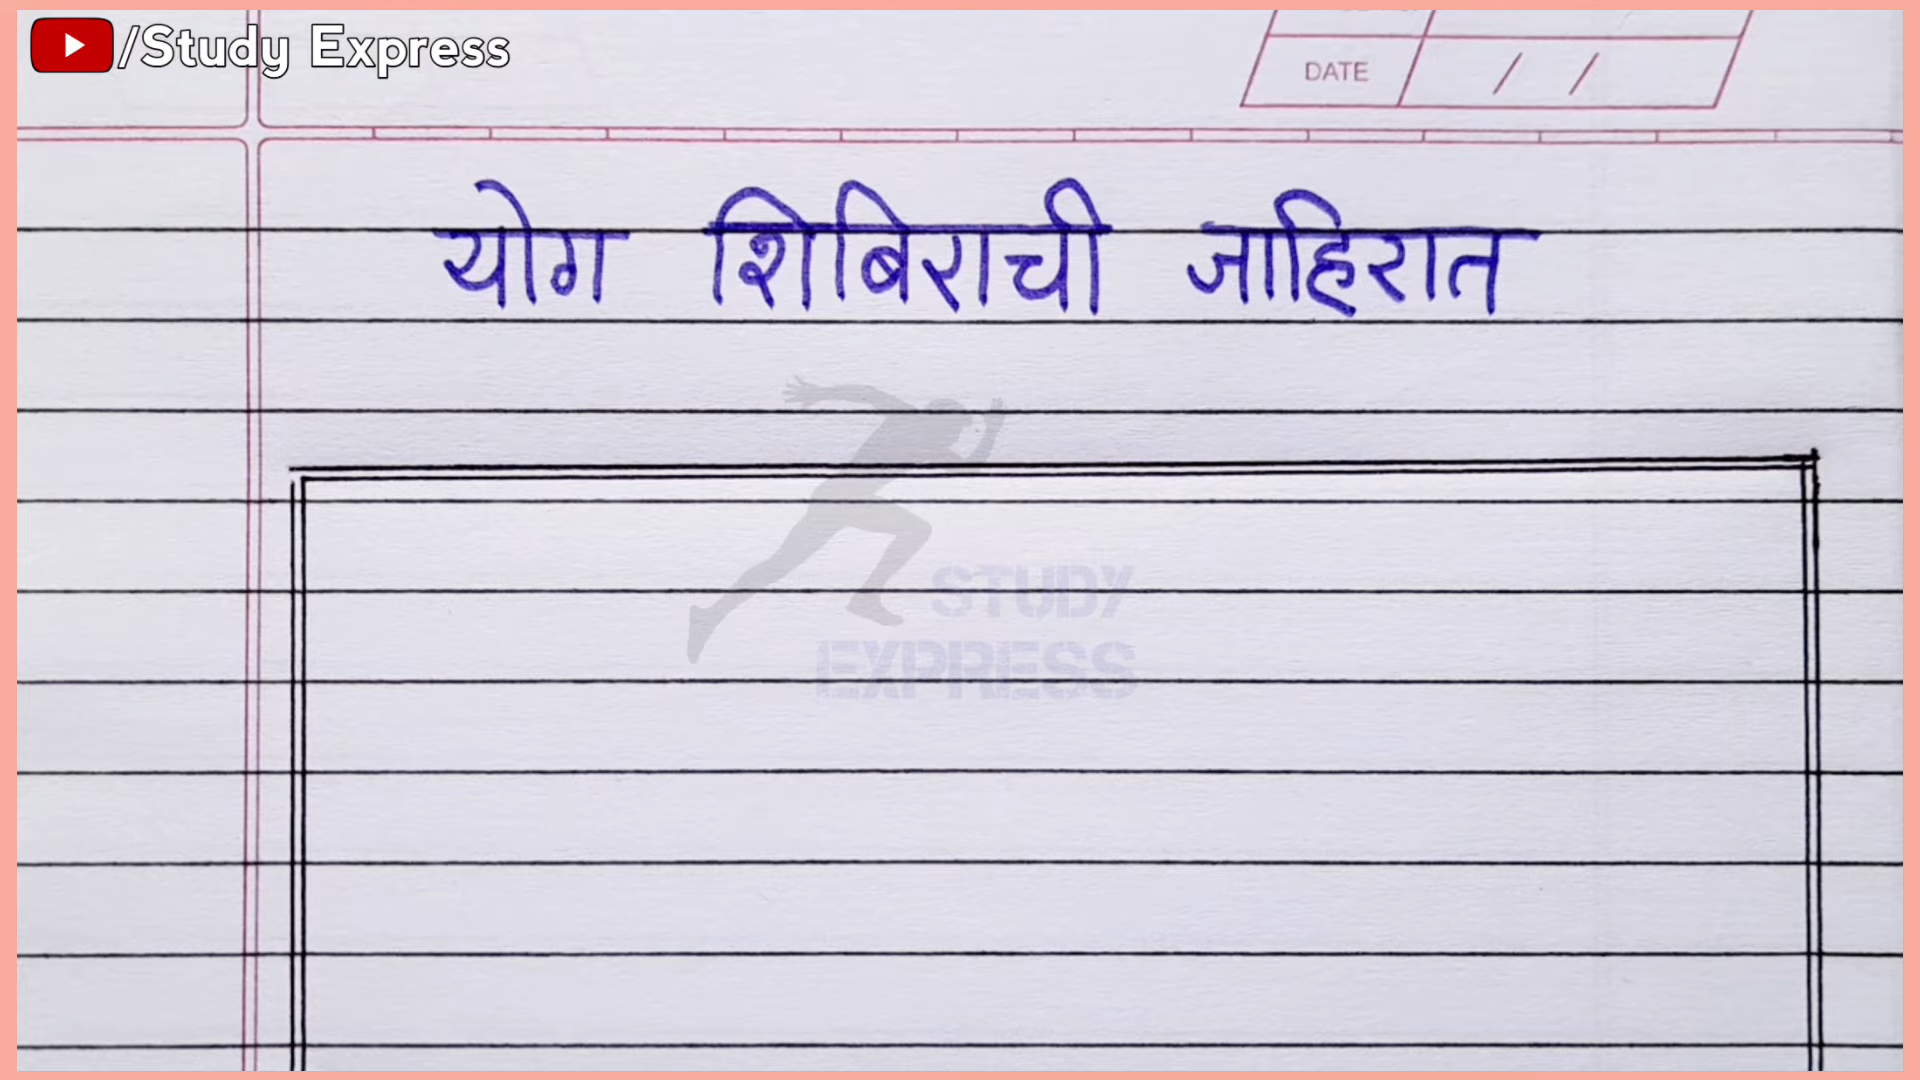 /Study Express
DATE / /
योग शिबिराची जाहिरात
STUDY
EXPRESS